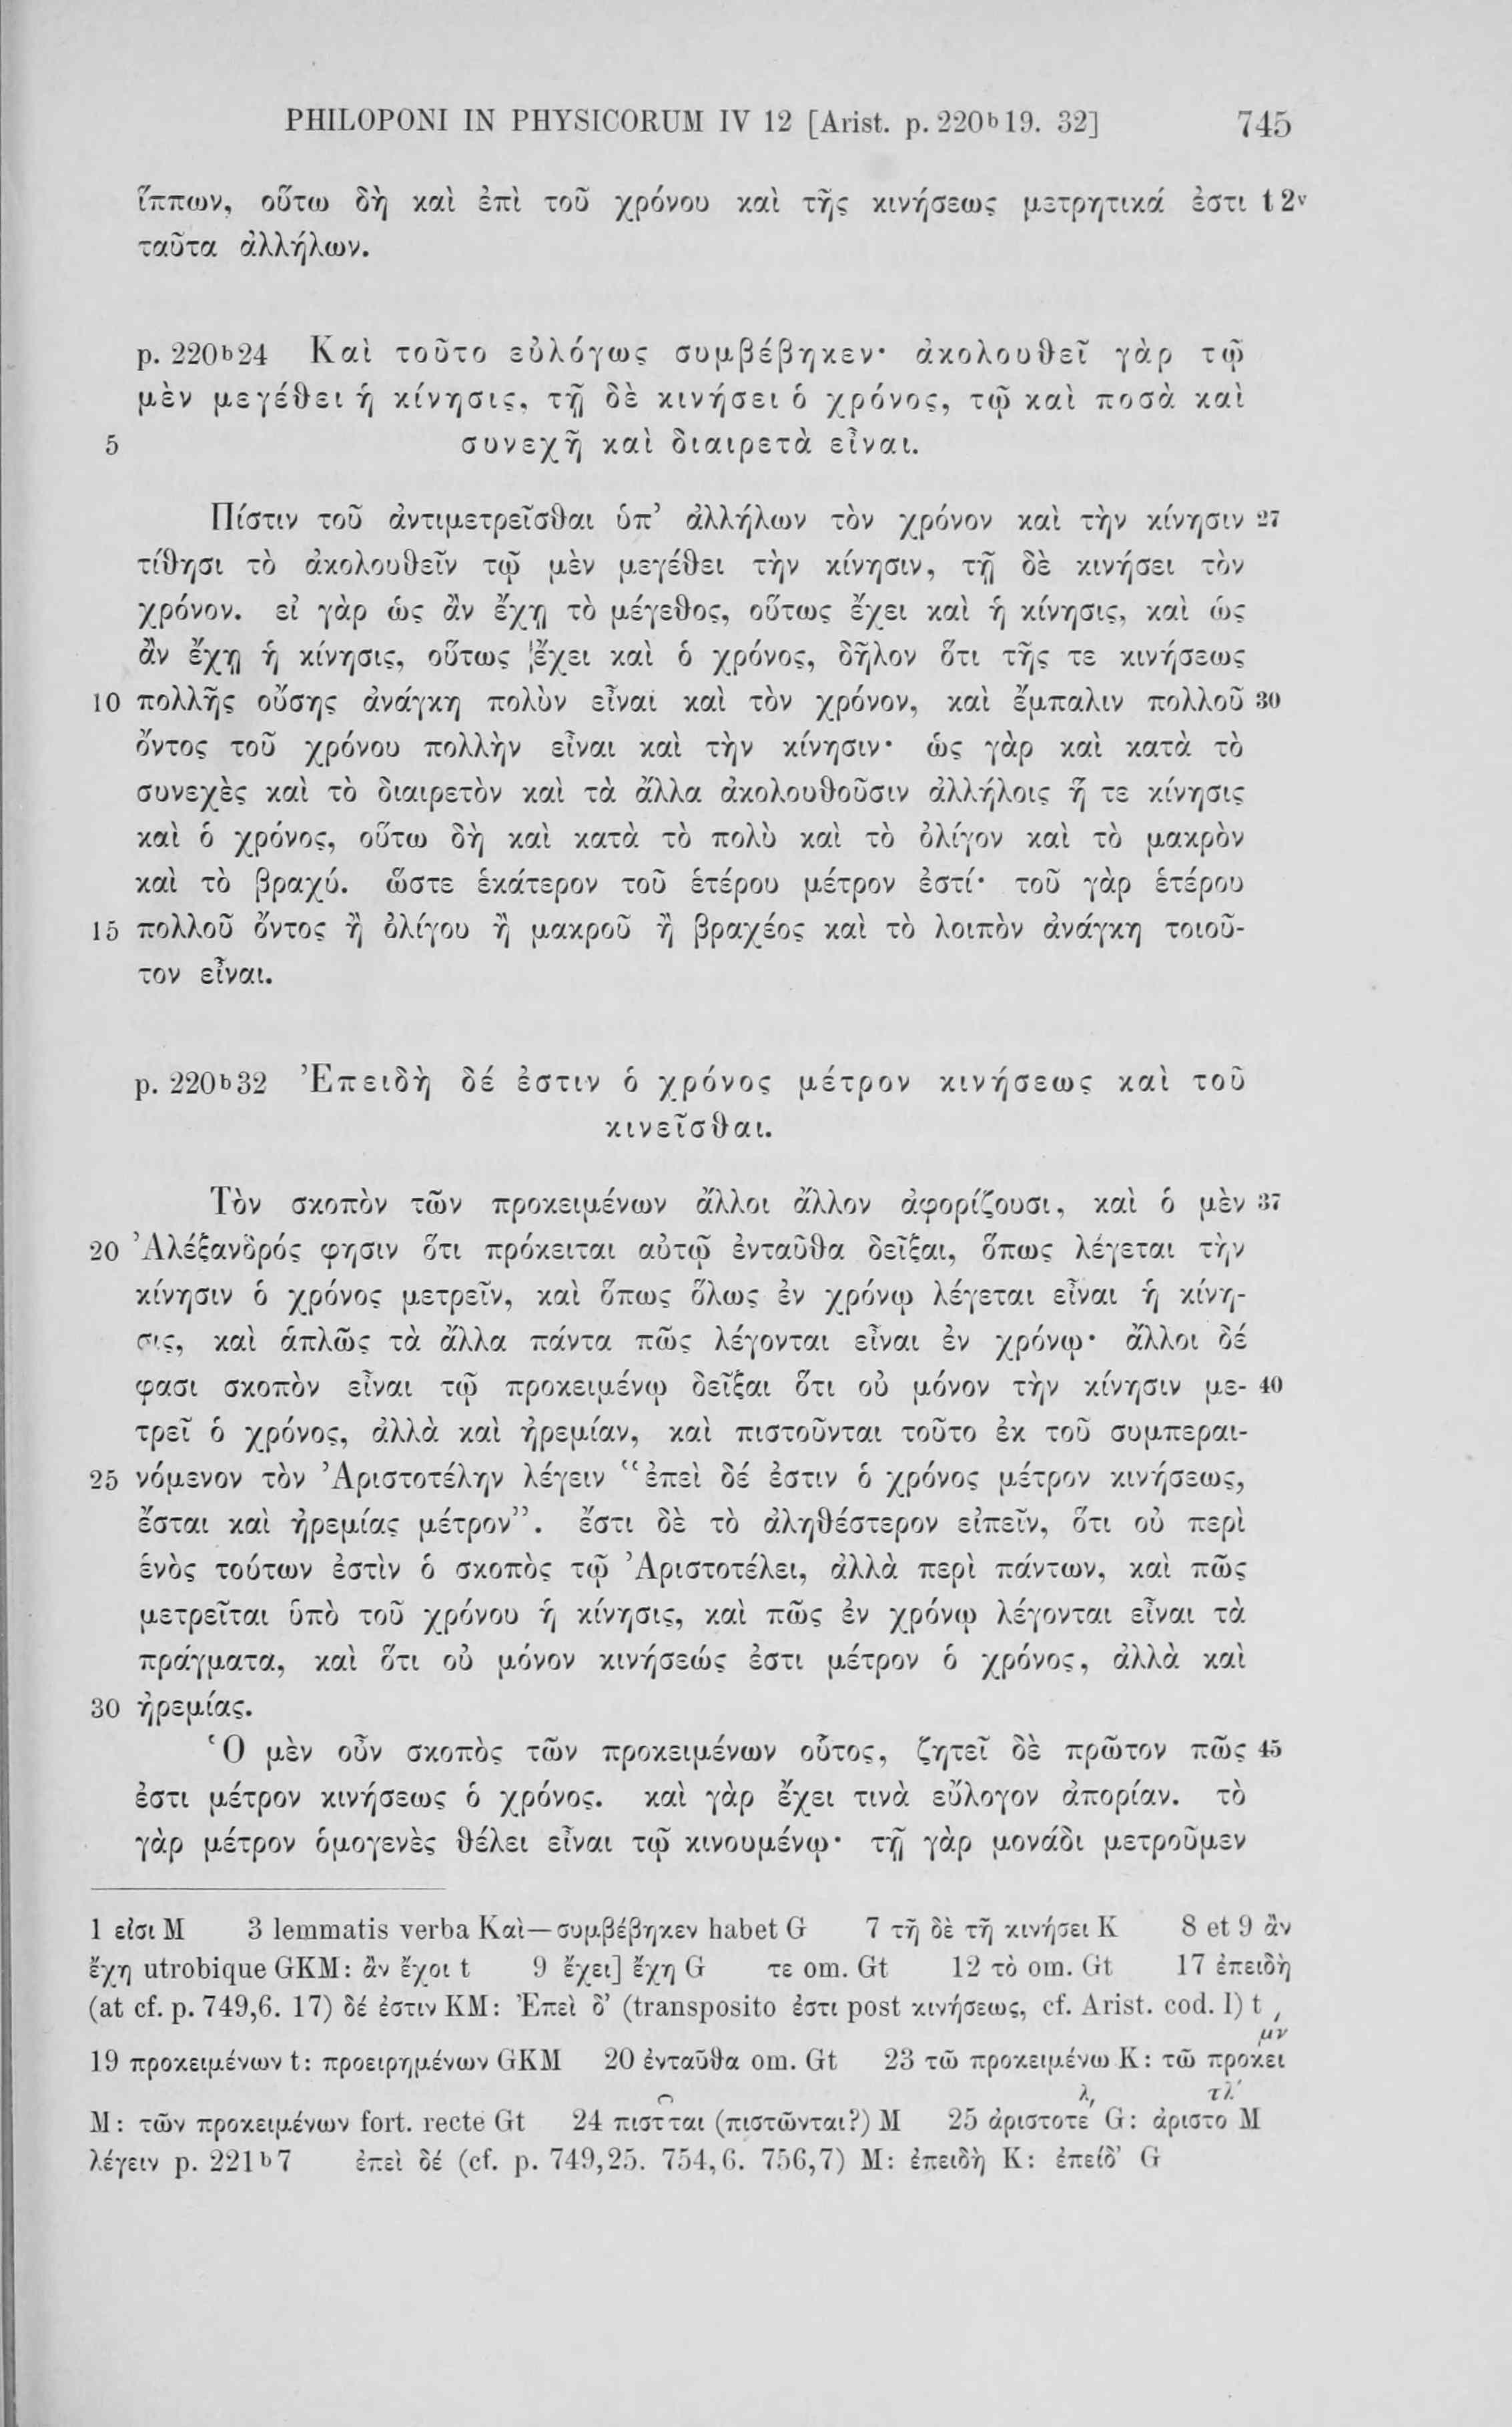 PHILOPONI IN PHYSICORUM IV 12 [Arist. p. 220b19. 32] 745
ἵππων, οὕτω δὴ καὶ ἐπὶ τοῦ χρόνου καὶ τῆς κινήσεως μετρητικά ἐστι t 2v
ταῦτα ἀλλήλων.
p. 220b24 Καὶ τοῦτο εὐλόγως συμβέβηκεν· ἀκολουθεῖ γὰρ τῷ
μὲν μεγέθει ἡ κίνησις, τῇ δὲ κινήσει ὁ χρόνος, τῷ καὶ ποσὰ καὶ
5 συνεχῆ καὶ διαιρετὰ εἶναι.
Πίστιν τοῦ ἀντιμετρεῖσθαι ὑπ’ ἀλλήλων τὸν χρόνον καὶ τὴν κίνησιν 27
τίθησι τὸ ἀκολουθεῖν τῷ μὲν μεγέθει τὴν κίνησιν, τῇ δὲ κινήσει τὸν
χρόνον. εἰ γὰρ ὡς ἂν ἔχῃ τὸ μέγεθος, οὕτως ἔχει καὶ ἡ κίνησις, καὶ ὡς
ἂν ἔχῃ ἡ κίνησις, οὕτως ἔχει καὶ ὁ χρόνος, δῆλον ὅτι τῆς τε κινήσεως
10 πολλῆς οὔσης ἀνάγκη πολὺν εἶναι καὶ τὸν χρόνον, καὶ ἔμπαλιν πολλοῦ 30
ὄντος τοῦ χρόνου πολλὴν εἶναι καὶ τὴν κίνησιν· ὡς γὰρ καὶ κατὰ τὸ
συνεχὲς καὶ τὸ διαιρετὸν καὶ τὰ ἄλλα ἀκολουθοῦσιν ἀλλήλοις ἥ τε κίνησις
καὶ ὁ χρόνος, οὕτω δὴ καὶ κατὰ τὸ πολὺ καὶ τὸ ὀλίγον καὶ τὸ μακρὸν
καὶ τὸ βραχύ. ὥστε ἑκάτερον τοῦ ἑτέρου μέτρον ἐστί· τοῦ γὰρ ἑτέρου
15 πολλοῦ ὄντος ἢ ὀλίγου ἢ μακροῦ ἢ βραχέος καὶ τὸ λοιπὸν ἀνάγκη τοιοῦ-
τον εἶναι.
p. 220b32 Ἐπειδὴ δέ ἐστιν ὁ χρόνος μέτρον κινήσεως καὶ τοῦ
κινεῖσθαι.
Τὸν σκοπὸν τῶν προκειμένων ἄλλοι ἄλλον ἀφορίζουσι, καὶ ὁ μὲν 37
20 Ἀλέξανδρός φησιν ὅτι πρόκειται αὐτῷ ἐνταῦθα δεῖξαι, ὅπως λέγεται τὴν
κίνησιν ὁ χρόνος μετρεῖν, καὶ ὅπως ὅλως ἐν χρόνῳ λέγεται εἶναι ἡ κίνη-
σις, καὶ ἁπλῶς τὰ ἄλλα πάντα πῶς λέγονται εἶναι ἐν χρόνῳ· ἄλλοι δέ
φασι σκοπὸν εἶναι τῷ προκειμένῳ δεῖξαι ὅτι οὐ μόνον τὴν κίνησιν με- 40
τρεῖ ὁ χρόνος, ἀλλὰ καὶ ἠρεμίαν, καὶ πιστοῦνται τοῦτο ἐκ τοῦ συμπεραι-
25 νόμενον τὸν Ἀριστοτέλην λέγειν “ἐπεὶ δέ ἐστιν ὁ χρόνος μέτρον κινήσεως,
ἔσται καὶ ἠρεμίας μέτρον”. ἔστι δὲ τὸ ἀληθέστερον εἰπεῖν, ὅτι οὐ περὶ
ἑνὸς τούτων ἐστὶν ὁ σκοπὸς τῷ Ἀριστοτέλει, ἀλλὰ περὶ πάντων, καὶ πῶς
μετρεῖται ὑπὸ τοῦ χρόνου ἡ κίνησις, καὶ πῶς ἐν χρόνῳ λέγονται εἶναι τὰ
πράγματα, καὶ ὅτι οὐ μόνον κινήσεώς ἐστι μέτρον ὁ χρόνος, ἀλλὰ καὶ
30 ἠρεμίας.
Ὁ μὲν οὖν σκοπὸς τῶν προκειμένων οὗτος, ζητεῖ δὲ πρῶτον πῶς 45
ἐστι μέτρον κινήσεως ὁ χρόνος. καὶ γὰρ ἔχει τινὰ εὔλογον ἀπορίαν. τὸ
γὰρ μέτρον ὁμογενὲς θέλει εἶναι τῷ κινουμένῳ· τῇ γὰρ μονάδι μετροῦμεν
1 εἰσι M 3 lemmatis verba Καὶ—συμβέβηκεν habet G 7 τῇ δὲ τῇ κινήσει K 8 et 9 ἂν
ἔχῃ utrobique GKM: ἂν ἔχοι t 9 ἔχει] ἔχῃ G τε om. Gt 12 τὸ om. Gt 17 ἐπειδὴ
(at cf. p. 749,6. 17) δέ ἐστιν KM: Ἐπεὶ δ’ (transposito ἐστι post κινήσεως, cf. Arist. cod. I) t
19 προκειμένων t: προειρημένων GKM 20 ἐνταῦθα om. Gt 23 τῶ προκειμένω K: τῶ προκειμν
M: τῶν προκειμένων fort. recte Gt 24 πιστται (πιστῶνται?) M 25 ἀριστοτελ G: ἀριστοτλ M
λέγειν p. 221b7 ἐπεὶ δέ (cf. p. 749,25. 754,6. 756,7) M: ἐπειδὴ K: ἐπείδ’ G